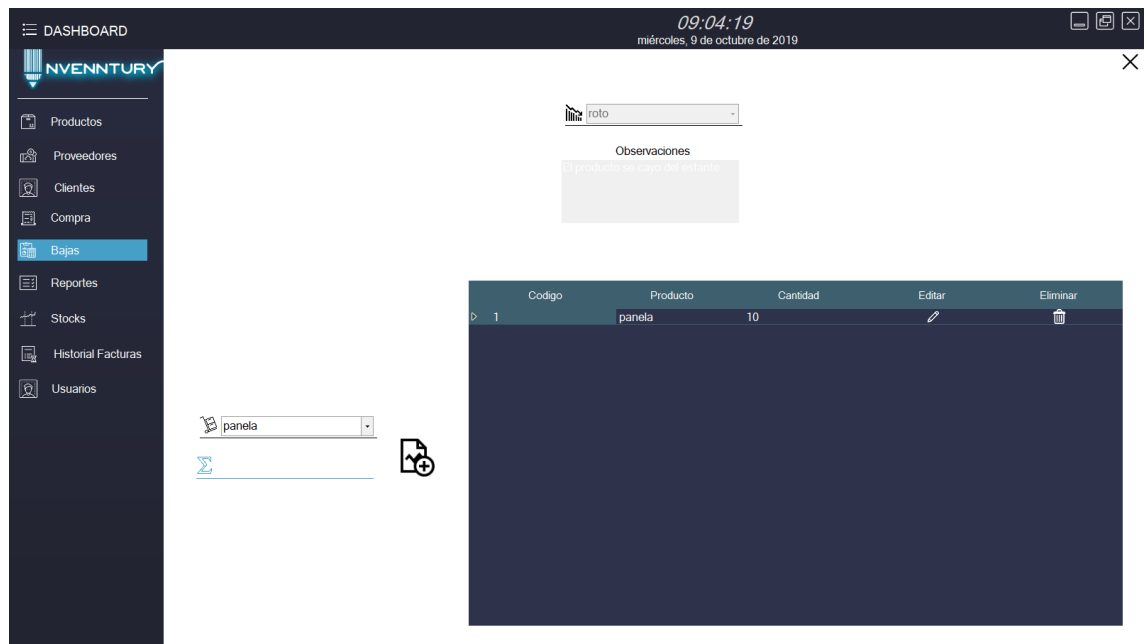 DASHBOARD
09:04:19
miércoles, 9 de octubre de 2019
NVENNTURY
Productos
Proveedores
Clientes
Compra
Bajas
Reportes
Stocks
Historial Facturas
Usuarios
roto
Observaciones
El producto se cayo del estante
Codigo Producto Cantidad Editar Eliminar
1 panela 10
panela